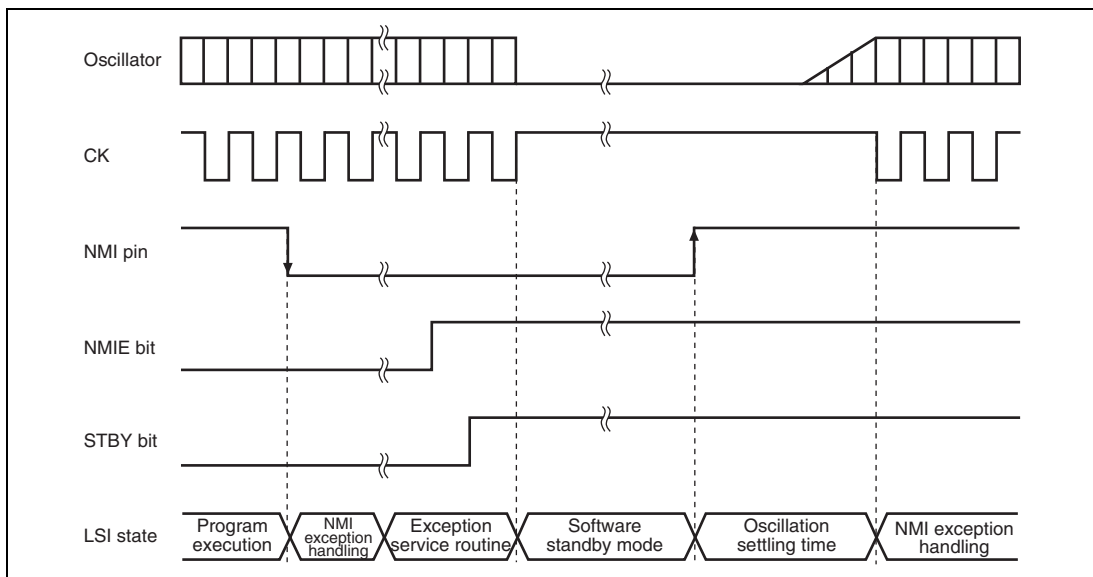 Oscillator
CK
NMI pin
NMIE bit
STBY bit
LSI state
Program
execution
NMI
exception
handling
Exception
service routine
Software
standby mode
Oscillation
settling time
NMI exception
handling